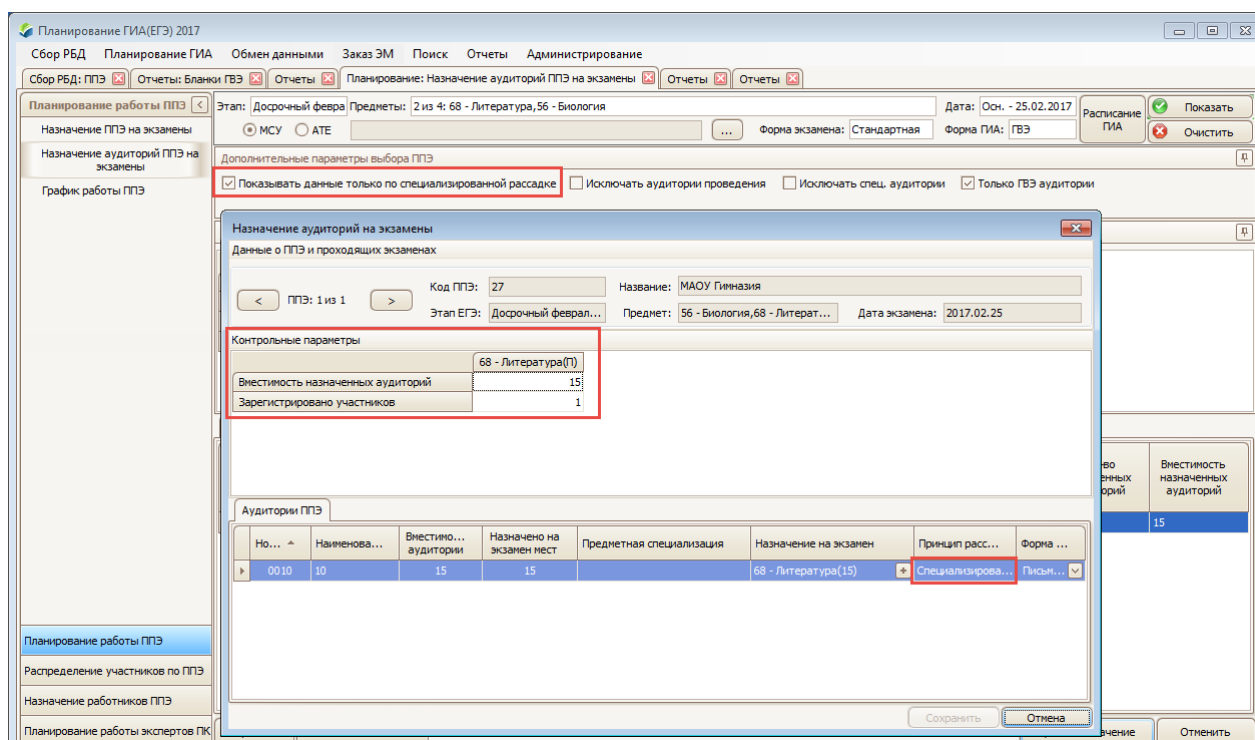 Планирование ГИА(ЕГЭ) 2017
Сбор РБД Планирование ГИА Обмен данными Заказ ЭМ Поиск Отчеты Администрирование
Сбор РБД: ППЭ Отчеты: Бланки ГВЭ Отчеты Планирование: Назначение аудиторий ППЭ на экзамены Отчеты Отчеты
Планирование работы ППЭ <
Назначение ППЭ на экзамены
Назначение аудиторий ППЭ на
экзамены
График работы ППЭ
Этап: Досрочный февра Предметы: 2 из 4: 68 - Литература,56 - Биология Дата: Осн. - 25.02.2017
МСУ АТЕ ... Форма экзамена: Стандартная Форма ГИА: ГВЭ
Расписание
ГИА
Показать
Очистить
Дополнительные параметры выбора ППЭ
Показывать данные только по специализированной рассадке Исключать аудитории проведения Исключать спец. аудитории Только ГВЭ аудитории
Назначение аудиторий на экзамены
Данные о ППЭ и проходящих экзаменах
< ППЭ: 1 из 1 >
Код ППЭ: 27 Название: МАОУ Гимназия
Этап ЕГЭ: Досрочный феврал... Предмет: 56 - Биология,68 - Литерат... Дата экзамена: 2017.02.25
Контрольные параметры
68 - Литература(П)
Вместимость назначенных аудиторий 15
Зарегистрировано участников 1
Аудитории ППЭ
Но... Наименова... Вместимо... аудитории Назначено на экзамен мест Предметная специализация Назначение на экзамен Принцип расс... Форма ...
0010 10 15 15 68 - Литература(15) + Специализирова... Письм...
Сохранить Отмена
Вместимость
назначенных
аудиторий
15
Планирование работы ППЭ
Распределение участников по ППЭ
Назначение работников ППЭ
Планирование работы экспертов ПК
Отменить